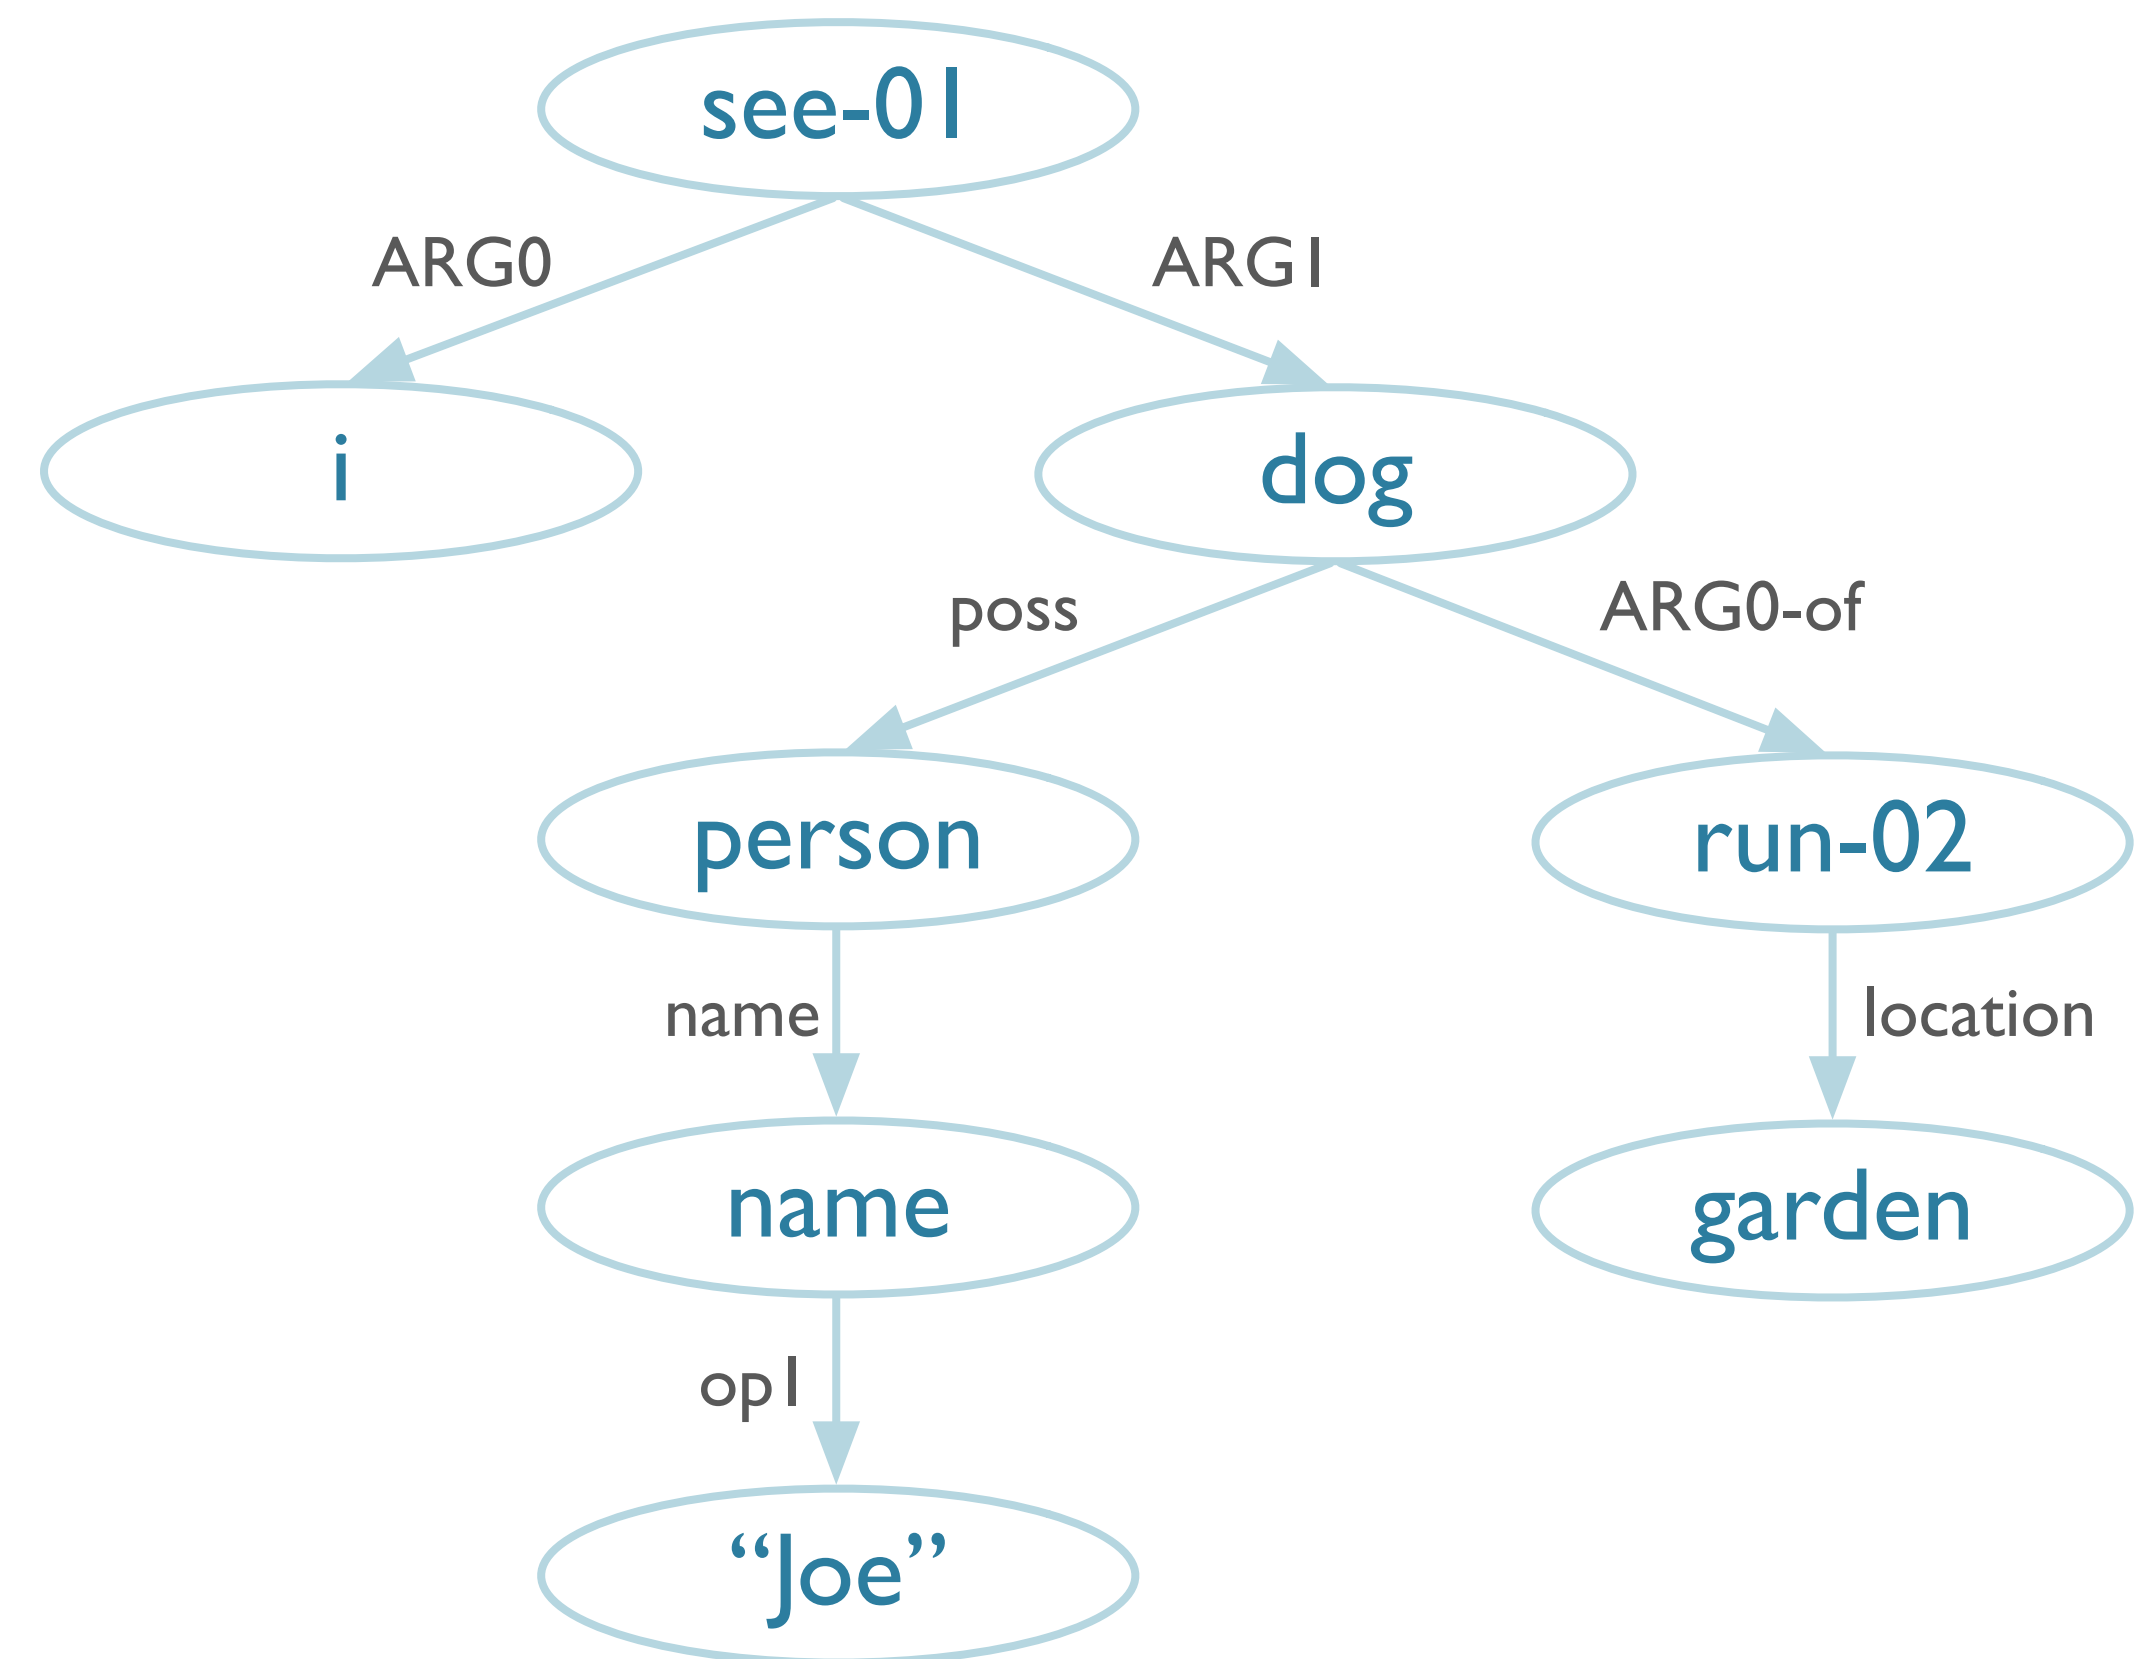 see-01
ARG0
ARG1
i
dog
poss
ARG0-of
person
run-02
name
location
name
garden
op1
“Joe”